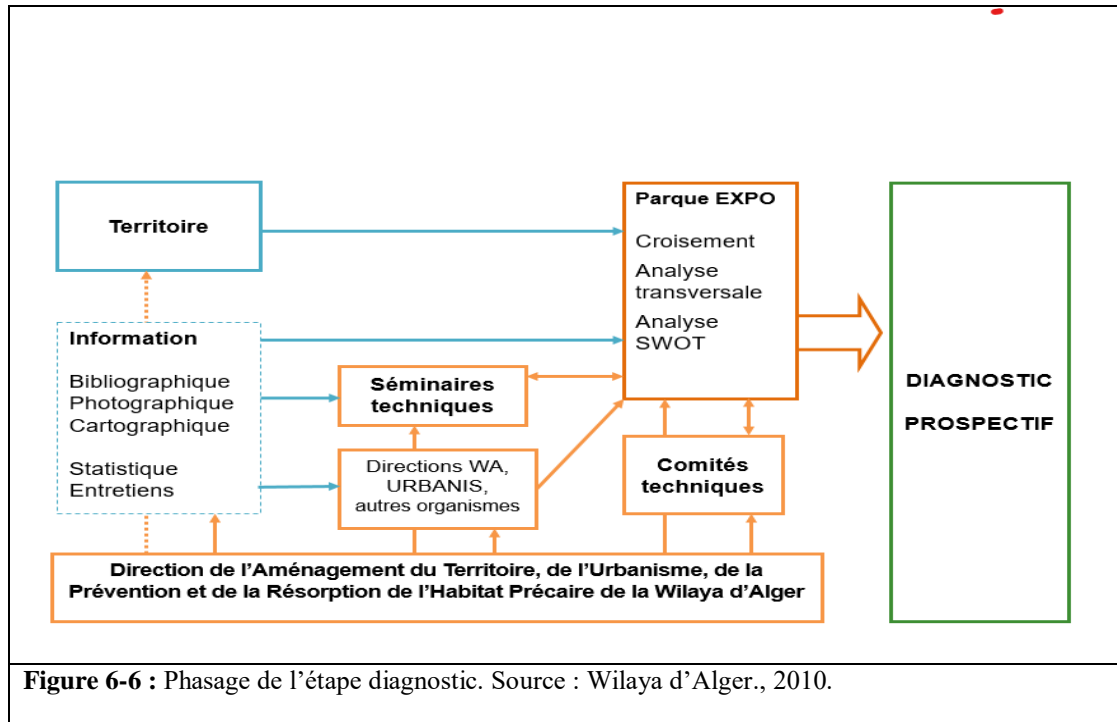 Territoire
Information
Bibliographique
Photographique
Cartographique
Statistique
Entretiens
Séminaires
techniques
Directions WA,
URBANIS,
autres organismes
Parque EXPO
Croisement
Analyse
transversale
Analyse
SWOT
Comités
techniques
DIAGNOSTIC
PROSPECTIF
Direction de l’Aménagement du Territoire, de l’Urbanisme, de la
Prévention et de la Résorption de l’Habitat Précaire de la Wilaya d’Alger
Figure 6-6 : Phasage de l’étape diagnostic. Source : Wilaya d’Alger., 2010.